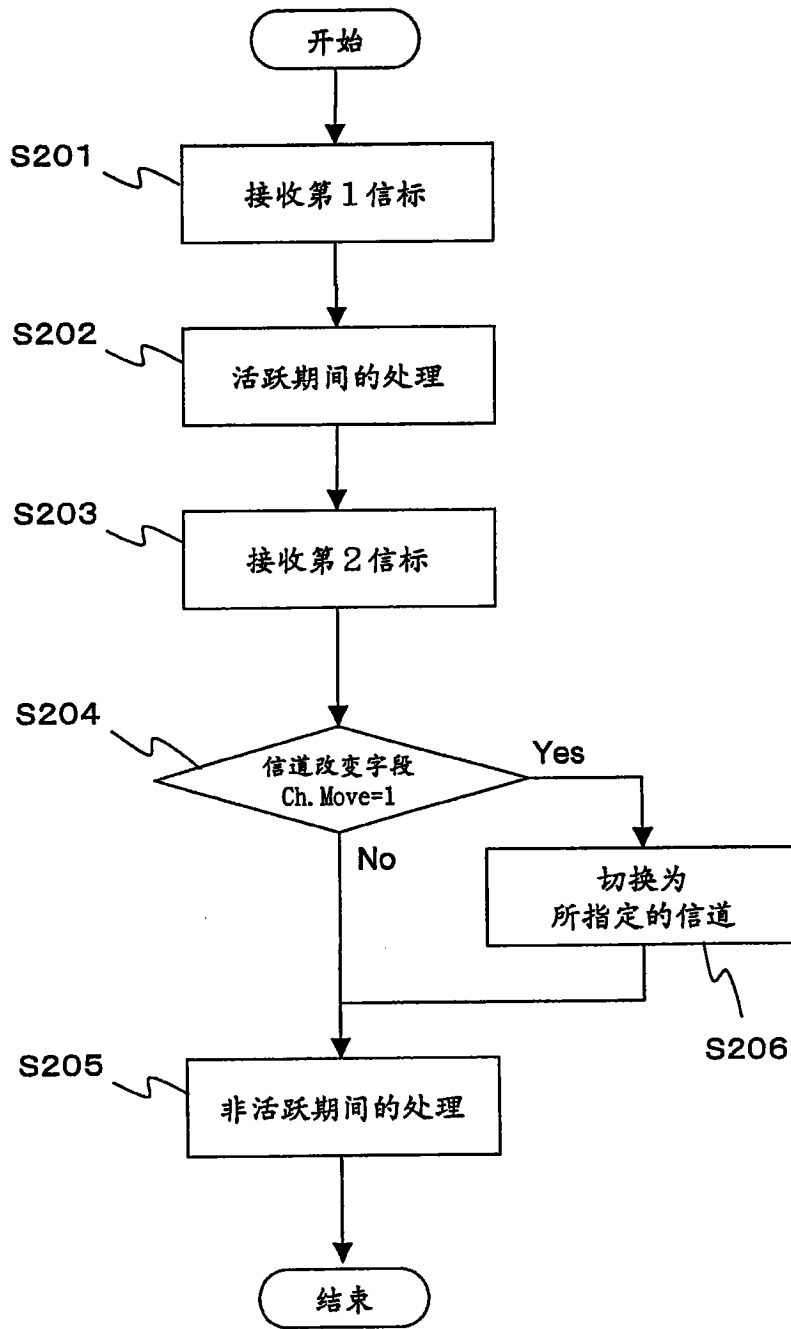 开始
S201
接收第1信标
S202
活跃期间的处理
S203
接收第2信标
S204
信道改变字段
Ch. Move=1
Yes
No
切换为
所指定的信道
S206
S205
非活跃期间的处理
结束